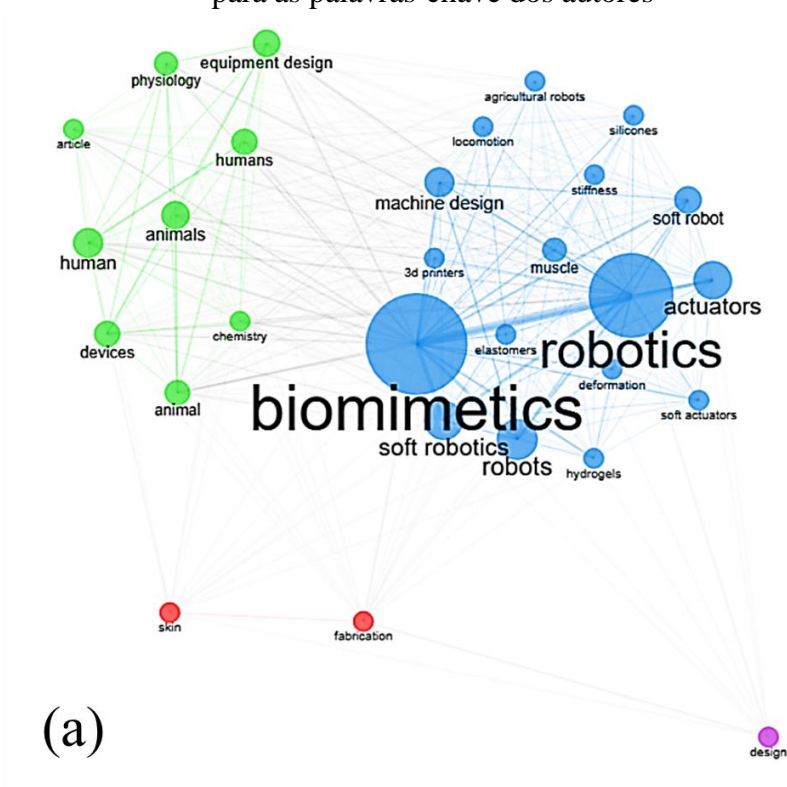 para as palavras-chave dos autores
equipment design
physiology
agricultural robots
article
silicones
locomotion
humans
stiffness
machine design
soft robot
animals
human
muscle
3d printers
actuators
chemistry
devices
elastomers
robotics
deformation
animal
biomimetics
soft actuators
soft robotics
robots
hydrogels
skin
fabrication
(a)
design